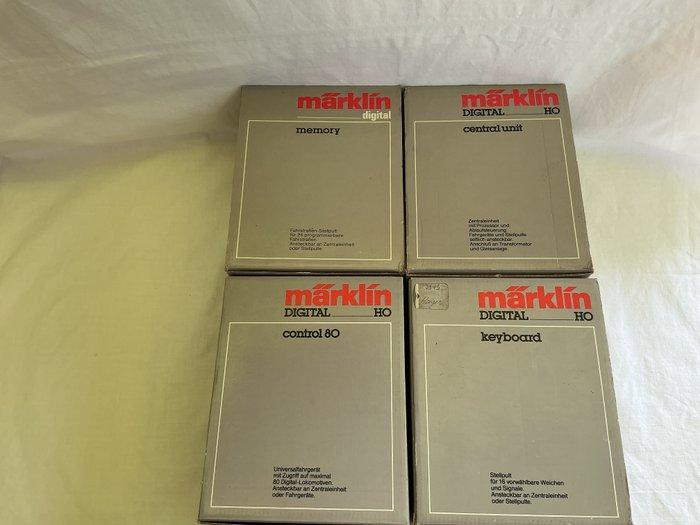 märklin
digital
memory
Fahrstraßen-Stellpult
für 24 programmierbare
Fahrstraßen.
Ansteckbar an Zentraleinheit
oder Stellpulte.
märklin
DIGITAL HO
central unit
Zentraleinheit
mit Prozessor und
Ablaufsteuerung.
Fahrgeräte und Stellpulte
seitlich ansteckbar.
Anschluß an Transformator
und Gleisanlage.
märklin
DIGITAL HO
control 80
Universalfahrgerät
mit Zugriff auf maximal
80 Digital-Lokomotiven.
Ansteckbar an Zentraleinheit
oder Fahrgeräte.
märklin
DIGITAL HO
keyboard
Stellpult
für 16 vorwählbare Weichen
und Signale.
Ansteckbar an Zentraleinheit
oder Stellpulte.